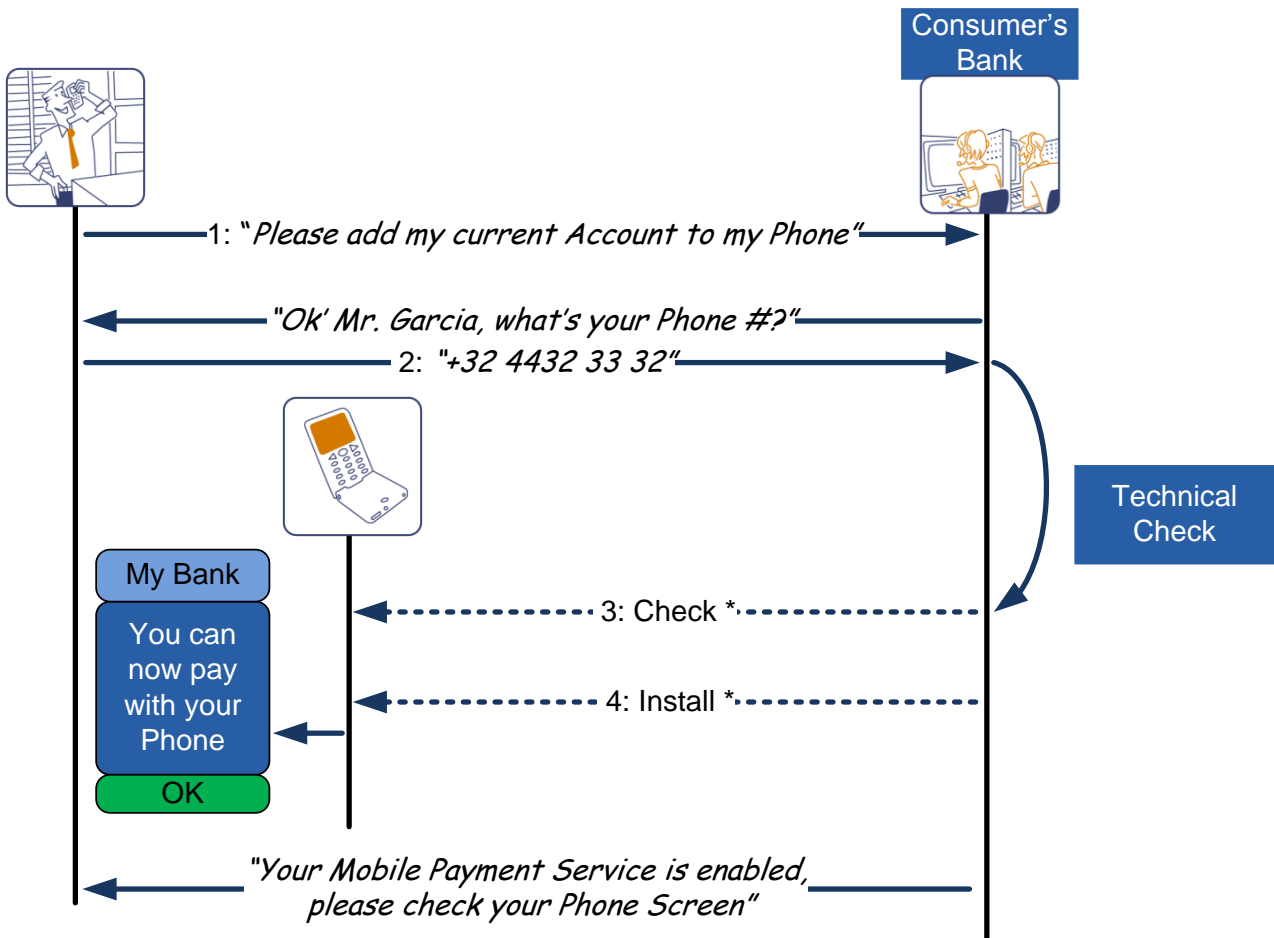 Consumer's
Bank
1: “Please add my current Account to my Phone”
“Ok’ Mr. Garcia, what's your Phone #?”
2: “+32 4432 33 32”
Technical
Check
My Bank
3: Check *
You can
now pay
with your
Phone
4: Install *
OK
“Your Mobile Payment Service is enabled,
please check your Phone Screen”